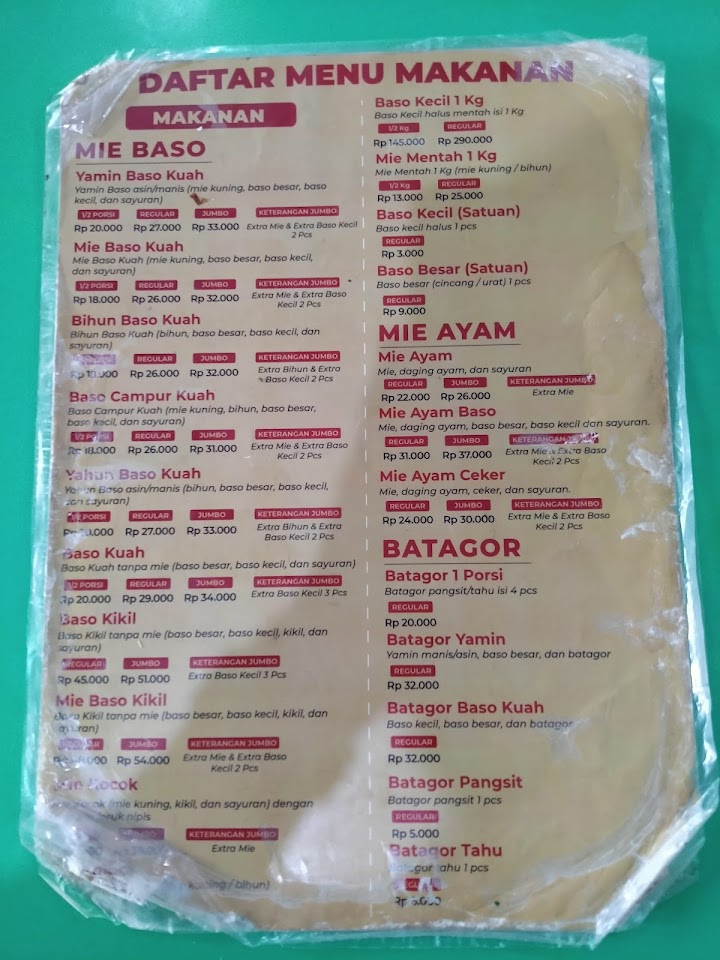 DAFTAR MENU MAKANAN
MAKANAN
MIE BASO
Yamin Baso Kuah
Yamin Baso asin/manis (mie kuning, baso besar, baso
kecil, dan sayuran)
1/2 PORSI REGULAR JUMBO KETERANGAN JUMBO
Rp 20.000 Rp 27.000 Rp 33.000 Extra Mie & Extra Baso Kecil
2 Pcs
Mie Baso Kuah
Mie Baso Kuah (mie kuning, baso besar, baso kecil,
dan sayuran)
1/2 PORSI REGULAR JUMBO KETERANGAN JUMBO
Rp 18.000 Rp 26.000 Rp 32.000 Extra Mie & Extra Baso
Kecil 2 Pcs
Bihun Baso Kuah
Bihun Baso Kuah (bihun, baso besar, baso kecil, dan
sayuran)
REGULAR JUMBO KETERANGAN JUMBO
Rp Rp 26.000 Rp 32.000 Extra Bihun & Extra
Baso Kecil 2 Pcs
Baso Campur Kuah
Baso Campur Kuah (mie kuning, bihun, baso besar,
baso kecil, dan sayuran)
1/2 PORSI REGULAR JUMBO KETERANGAN JUMBO
Rp 18.000 Rp 26.000 Rp 31.000 Extra Mie & Extra Baso
Kecil 2 Pcs
Yahun Baso Kuah
Yahun Baso asin/manis (bihun, baso besar, baso kecil,
dan sayuran)
1/2 PORSI REGULAR JUMBO KETERANGAN JUMBO
Rp Rp 27.000 Rp 33.000 Extra Bihun & Extra
Baso Kecil 2 Pcs
Baso Kuah
Baso Kuah tanpa mie (baso besar, baso kecil, dan sayuran)
1/2 PORSI REGULAR JUMBO KETERANGAN JUMBO
Rp 20.000 Rp 29.000 Rp 34.000 Extra Baso Kecil 3 Pcs
Baso Kikil
Baso Kikil tanpa mie (baso besar, baso kecil, kikil, dan
sayuran)
REGULAR JUMBO KETERANGAN JUMBO
Rp 45.000 Rp 51.000 Extra Baso Kecil 3 Pcs
Mie Baso Kikil
Baso Kikil tanpa mie (baso besar, baso kecil, kikil, dan
sayuran)
JUMBO KETERANGAN JUMBO
Rp 54.000 Extra Mie & Extra Baso
Kecil 2 Pcs
(mie kuning, kikil, dan sayuran) dengan
nipis
KETERANGAN JUMBO
Extra Mie
kuning / bihun)
Baso Kecil 1 Kg
Baso Kecil halus mentah isi 1 Kg
1/2 Kg REGULAR
Rp 145.000 Rp 290.000
Mie Mentah 1 Kg
Mie Mentah 1 Kg (mie kuning / bihun)
1/2 Kg REGULAR
Rp 13.000 Rp 25.000
Baso Kecil (Satuan)
Baso kecil halus 1 pcs
REGULAR
Rp 3.000
Baso Besar (Satuan)
Baso besar (cincang / urat) 1 pcs
REGULAR
Rp 9.000
MIE AYAM
Mie Ayam
Mie, daging ayam, dan sayuran
REGULAR JUMBO KETERANGAN JUMBO
Rp 22.000 Rp 26.000 Extra Mie
Mie Ayam Baso
Mie, daging ayam, baso besar, baso kecil dan sayuran.
REGULAR JUMBO KETERANGAN JUMBO
Rp 31.000 Rp 37.000 Extra Mie & Extra Baso
Kecil 2 Pcs
Mie Ayam Ceker
Mie, daging ayam, ceker, dan sayuran.
REGULAR JUMBO KETERANGAN JUMBO
Rp 24.000 Rp 30.000 Extra Mie & Extra Baso
Kecil 2 Pcs
BATAGOR
Batagor 1 Porsi
Batagor pangsit/tahu isi 4 pcs
REGULAR
Rp 20.000
Batagor Yamin
Yamin manis/asin, baso besar, dan batagor
REGULAR
Rp 32.000
Batagor Baso Kuah
Baso kecil, baso besar, dan batagor
REGULAR
Rp 32.000
Batagor Pangsit
Batagor pangsit 1 pcs
REGULAR
Rp 5.000
Batagor Tahu
Batagor tahu 1 pcs
Rp